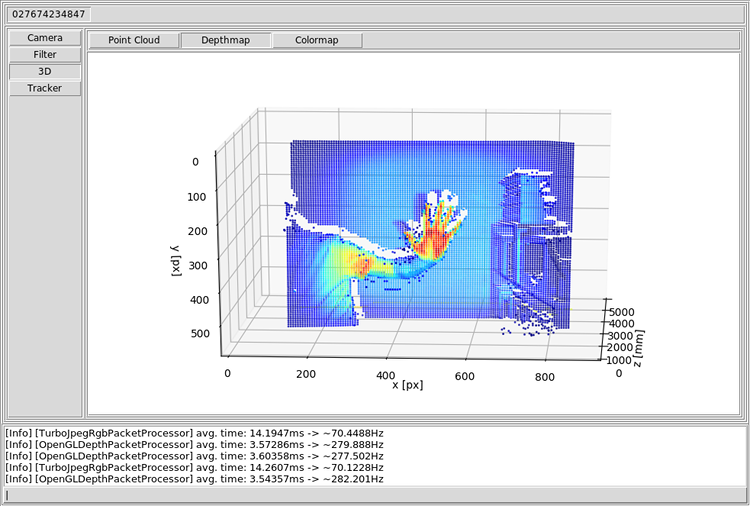 027674234847
Camera
Filter
3D
Tracker
Point Cloud
Depthmap
Colormap
0
100
200
300
400
500
y [px]
0
200
400
600
800
x [px]
5000
4000
3000
2000
1000
0
z [mm]
[Info] [TurboJpegRgbPacketProcessor] avg. time: 14.1947ms -> ~70.4488Hz
[Info] [OpenGLDepthPacketProcessor] avg. time: 3.57286ms -> ~279.888Hz
[Info] [OpenGLDepthPacketProcessor] avg. time: 3.60358ms -> ~277.502Hz
[Info] [TurboJpegRgbPacketProcessor] avg. time: 14.2607ms -> ~70.1228Hz
[Info] [OpenGLDepthPacketProcessor] avg. time: 3.54357ms -> ~282.201Hz